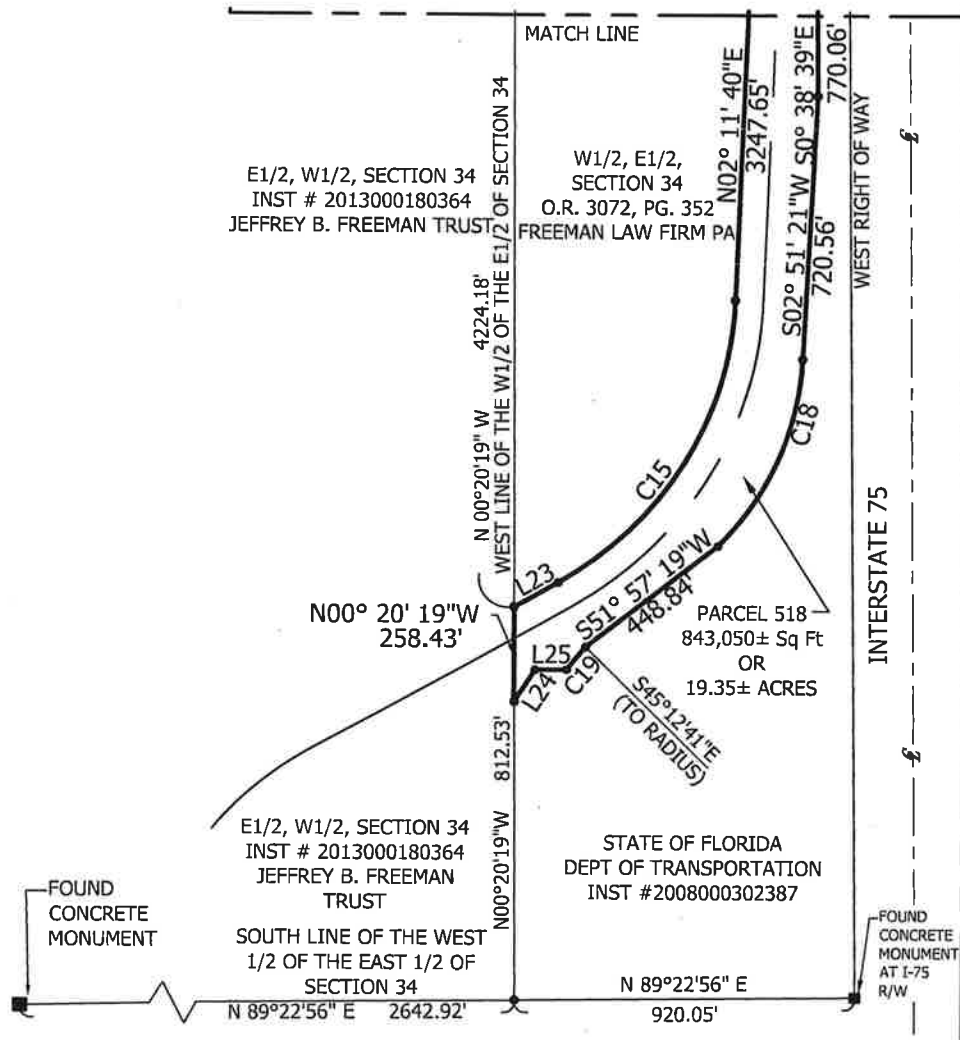 MATCH LINE
N02° 11' 40"E
3247.65'
S0° 38' 39"E
770.06'
E1/2, W1/2, SECTION 34
INST # 2013000180364
JEFFREY B. FREEMAN TRUST
W1/2, E1/2,
SECTION 34
O.R. 3072, PG. 352
FREEMAN LAW FIRM PA
WEST RIGHT OF WAY
S02° 51' 21"W
720.56'
N 00°20'19" W
4224.18'
WEST LINE OF THE W1/2 OF THE E1/2 OF SECTION 34
C18
C15
INTERSTATE 75
L23
N00° 20' 19"W
258.43'
S51° 57' 19"W
448.84'
PARCEL 518
843,050± Sq Ft
OR
19.35± ACRES
L25
L24
C19
S45°12'41"E
(TO RADIUS)
N00°20'19"W
812.53'
E1/2, W1/2, SECTION 34
INST # 2013000180364
JEFFREY B. FREEMAN
TRUST
STATE OF FLORIDA
DEPT OF TRANSPORTATION
INST #2008000302387
FOUND
CONCRETE
MONUMENT
SOUTH LINE OF THE WEST
1/2 OF THE EAST 1/2 OF
SECTION 34
FOUND
CONCRETE
MONUMENT
AT I-75
R/W
N 89°22'56" E 2642.92'
N 89°22'56" E
920.05'